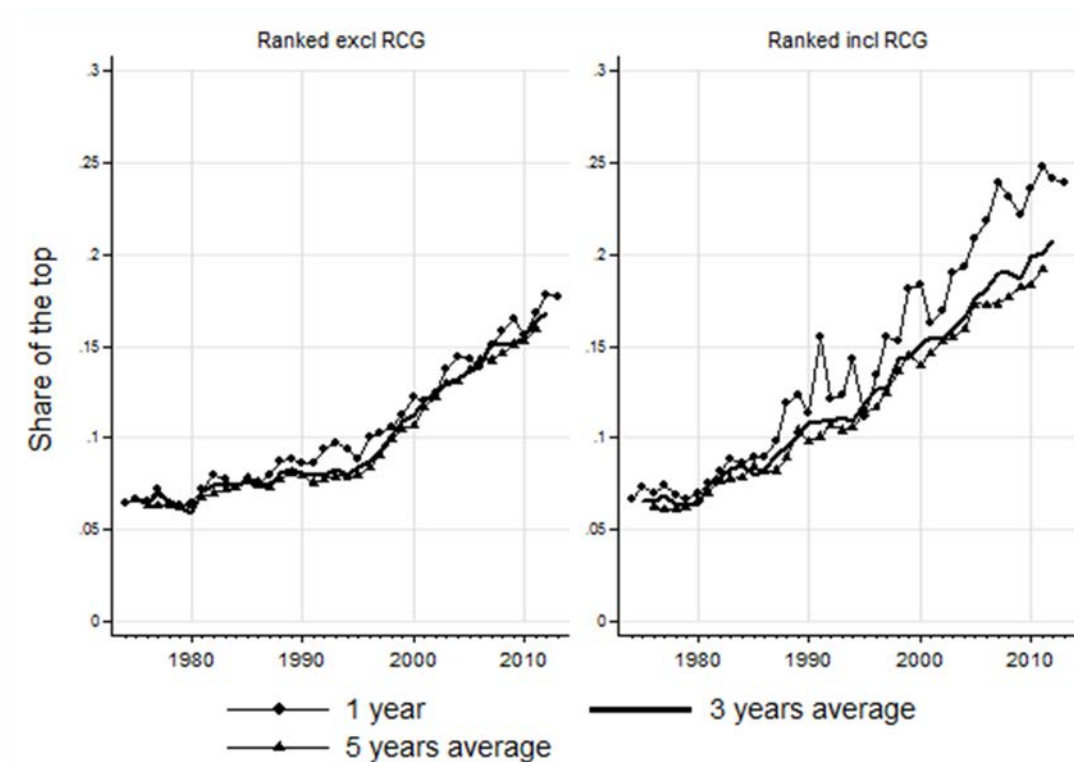 Ranked excl RCG
Ranked incl RCG
Share of the top
.3
.25
.2
.15
.1
.05
0
1980 1990 2000 2010
.3
.25
.2
.15
.1
.05
0
1980 1990 2000 2010
1 year
3 years average
5 years average